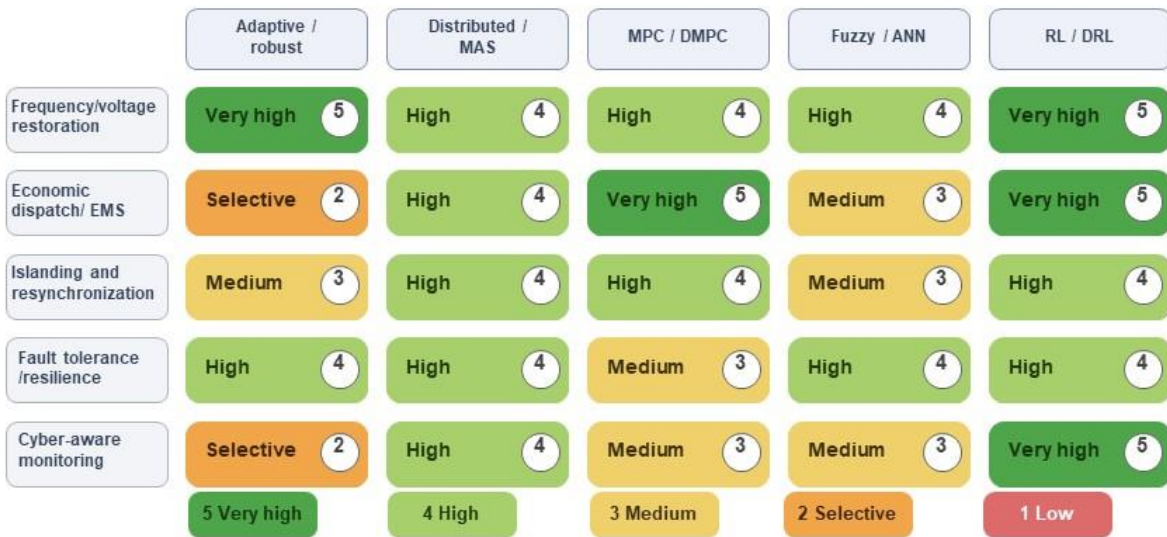 Adaptive /
robust
Distributed /
MAS
MPC / DMPC
Fuzzy / ANN
RL / DRL
Frequency/voltage
restoration
Very high 5
High 4
High 4
High 4
Very high 5
Economic
dispatch/ EMS
Selective 2
High 4
Very high 5
Medium 3
Very high 5
Islanding and
resynchronization
Medium 3
High 4
High 4
Medium 3
High 4
Fault tolerance
/resilience
High 4
High 4
Medium 3
High 4
High 4
Cyber-aware
monitoring
Selective 2
High 4
Medium 3
Medium 3
Very high 5
5 Very high
4 High
3 Medium
2 Selective
1 Low